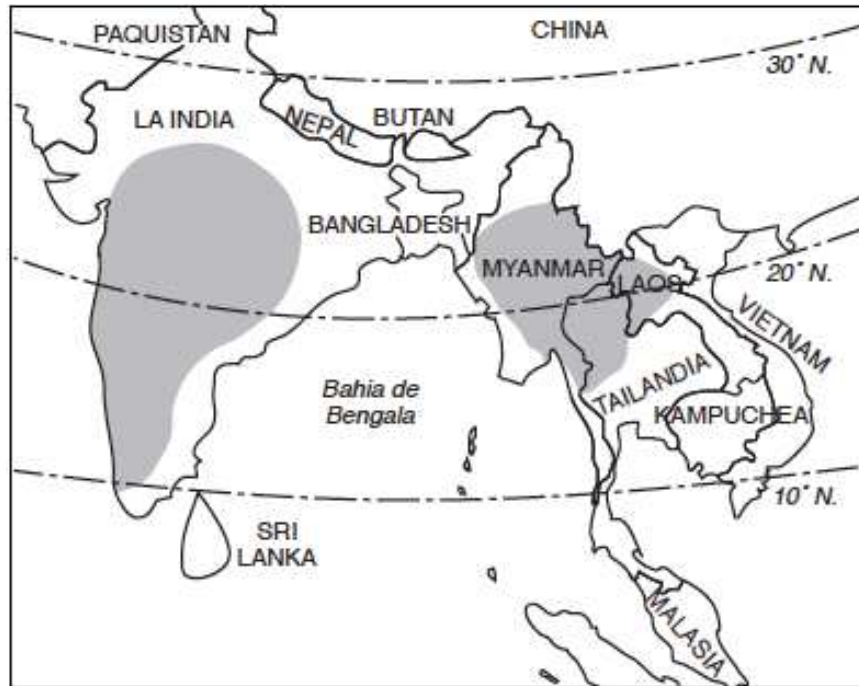 PAQUISTAN
CHINA
30° N.
LA INDIA
NEPAL
BUTAN
BANGLADESH
MYANMAR
LAOS
20° N.
VIETNAM
Bahia de
Bengala
TAILANDIA
KAMPUCHEA
10° N.
SRI
LANKA
MALASIA